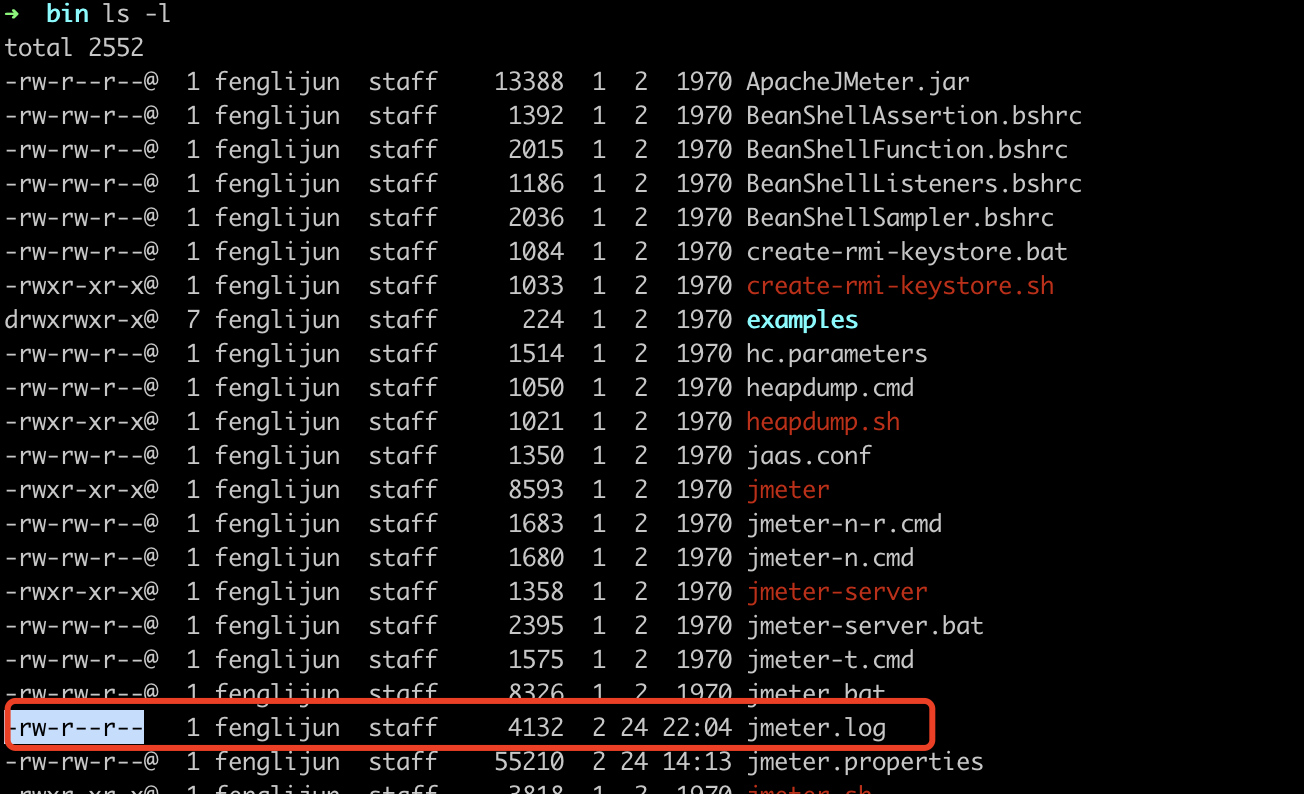 ➜  bin ls -l
total 2552
-rw-r--r--@  1 fenglijun  staff    13388  1  2  1970 ApacheJMeter.jar
-rw-rw-r--@  1 fenglijun  staff     1392  1  2  1970 BeanShellAssertion.bshrc
-rw-rw-r--@  1 fenglijun  staff     2015  1  2  1970 BeanShellFunction.bshrc
-rw-rw-r--@  1 fenglijun  staff     1186  1  2  1970 BeanShellListeners.bshrc
-rw-rw-r--@  1 fenglijun  staff     2036  1  2  1970 BeanShellSampler.bshrc
-rw-rw-r--@  1 fenglijun  staff     1084  1  2  1970 create-rmi-keystore.bat
-rwxr-xr-x@  1 fenglijun  staff     1033  1  2  1970 create-rmi-keystore.sh
drwxrwxr-x@  7 fenglijun  staff      224  1  2  1970 examples
-rw-rw-r--@  1 fenglijun  staff     1514  1  2  1970 hc.parameters
-rw-rw-r--@  1 fenglijun  staff     1050  1  2  1970 heapdump.cmd
-rwxr-xr-x@  1 fenglijun  staff     1021  1  2  1970 heapdump.sh
-rw-rw-r--@  1 fenglijun  staff     1350  1  2  1970 jaas.conf
-rwxr-xr-x@  1 fenglijun  staff     8593  1  2  1970 jmeter
-rw-rw-r--@  1 fenglijun  staff     1683  1  2  1970 jmeter-n-r.cmd
-rw-rw-r--@  1 fenglijun  staff     1680  1  2  1970 jmeter-n.cmd
-rwxr-xr-x@  1 fenglijun  staff     1358  1  2  1970 jmeter-server
-rw-rw-r--@  1 fenglijun  staff     2395  1  2  1970 jmeter-server.bat
-rw-rw-r--@  1 fenglijun  staff     1575  1  2  1970 jmeter-t.cmd
-rw-rw-r--@  1 fenglijun  staff     8326  1  2  1970 jmeter.bat
-rw-r--r--   1 fenglijun  staff     4132  2 24 22:04 jmeter.log
-rw-rw-r--@  1 fenglijun  staff    55210  2 24 14:13 jmeter.properties
-rwxr-xr-x@  1 fenglijun  staff     3818  1  2  1970 jmeter.sh